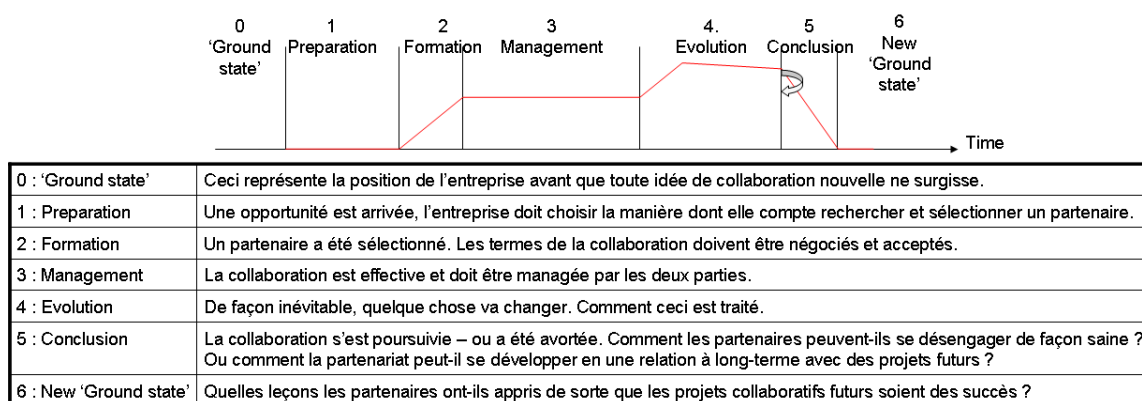 0
'Ground
state'
1
Preparation
2
Formation
3
Management
4.
Evolution
5
Conclusion
6
New
'Ground
state'
Time
0 : 'Ground state' Ceci représente la position de l'entreprise avant que toute idée de collaboration nouvelle ne surgisse.
1 : Preparation Une opportunité est arrivée, l'entreprise doit choisir la manière dont elle compte rechercher et sélectionner un partenaire.
2 : Formation Un partenaire a été sélectionné. Les termes de la collaboration doivent être négociés et acceptés.
3 : Management La collaboration est effective et doit être managée par les deux parties.
4 : Evolution De façon inévitable, quelque chose va changer. Comment ceci est traité.
5 : Conclusion La collaboration s'est poursuivie – ou a été avortée. Comment les partenaires peuvent-ils se désengager de façon saine ?
Ou comment la partenariat peut-il se développer en une relation à long-terme avec des projets futurs ?
6 : New 'Ground state' Quelles leçons les partenaires ont-ils appris de sorte que les projets collaboratifs futurs soient des succès ?